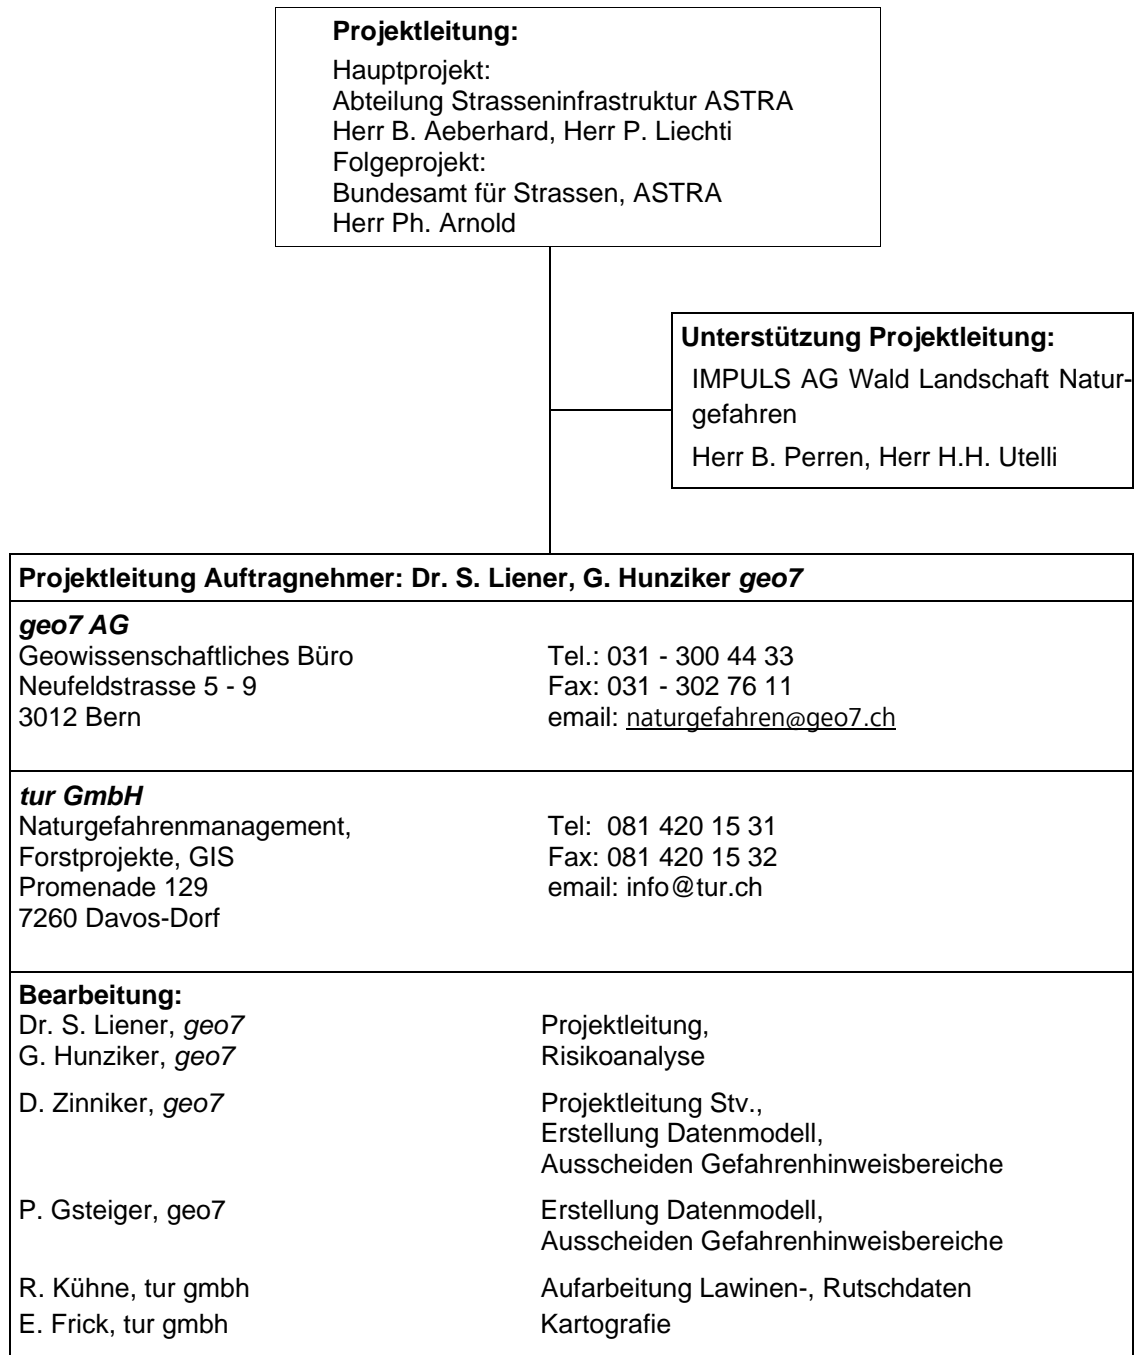 Projektleitung:
Hauptprojekt:
Abteilung Strasseninfrastruktur ASTRA
Herr B. Aeberhard, Herr P. Liechti
Folgeprojekt:
Bundesamt für Strassen, ASTRA
Herr Ph. Arnold
Unterstützung Projektleitung:
IMPULS AG Wald Landschaft Natur-
gefahren
Herr B. Perren, Herr H.H. Utelli
Projektleitung Auftragnehmer: Dr. S. Liener, G. Hunziker geo7
geo7 AG
Geowissenschaftliches Büro Tel.: 031 - 300 44 33
Neufeldstrasse 5 - 9 Fax: 031 - 302 76 11
3012 Bern email: naturgefahren@geo7.ch
tur GmbH
Naturgefahrenmanagement, Tel: 081 420 15 31
Forstprojekte, GIS Fax: 081 420 15 32
Promenade 129 email: info@tur.ch
7260 Davos-Dorf
Bearbeitung:
Dr. S. Liener, geo7 Projektleitung,
G. Hunziker, geo7 Risikoanalyse
D. Zinniker, geo7 Projektleitung Stv.,
Erstellung Datenmodell,
Ausscheiden Gefahrenhinweisbereiche
P. Gsteiger, geo7 Erstellung Datenmodell,
Ausscheiden Gefahrenhinweisbereiche
R. Kühne, tur gmbh Aufarbeitung Lawinen-, Rutschdaten
E. Frick, tur gmbh Kartografie